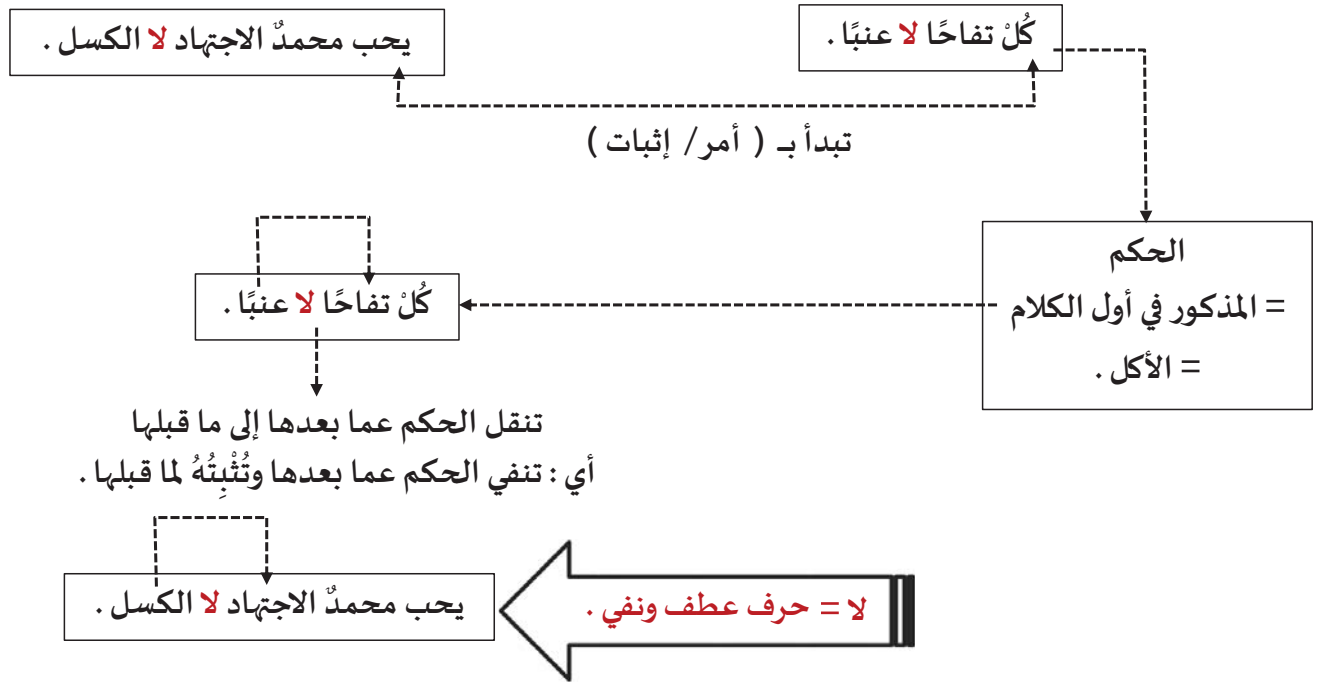 كُلْ تفاحًا لا عنبًا .
يحب محمدٌ الاجتهاد لا الكسل .
تبدأ بـ ( أمر/ إثبات )
الحكم
= المذكور في أول الكلام
= الأكل .
كُلْ تفاحًا لا عنبًا .
تنقل الحكم عما بعدها إلى ما قبلها
أي : تنفي الحكم عما بعدها وتُثْبِتُهُ لما قبلها .
لا = حرف عطف ونفي .
يحب محمدٌ الاجتهاد لا الكسل .